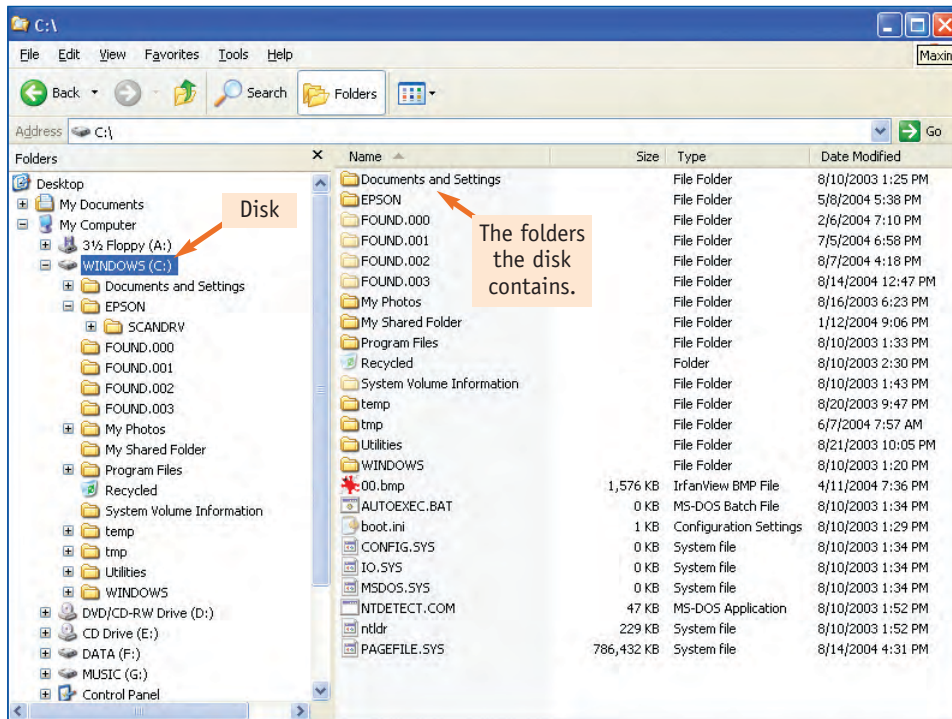 C:\
File Edit View Favorites Tools Help
Maxim
Back Search Folders
Address C:\ Go
Folders
Desktop
My Documents
My Computer
3½ Floppy (A:)
WINDOWS (C:)
Documents and Settings
EPSON
SCANDRV
FOUND.000
FOUND.001
FOUND.002
FOUND.003
My Photos
My Shared Folder
Program Files
Recycled
System Volume Information
temp
tmp
Utilities
WINDOWS
DVD/CD-RW Drive (D:)
CD Drive (E:)
DATA (F:)
MUSIC (G:)
Control Panel
Disk
Name Size Type Date Modified
Documents and Settings File Folder 8/10/2003 1:25 PM
EPSON File Folder 5/8/2004 5:38 PM
FOUND.000 File Folder 2/6/2004 7:10 PM
FOUND.001 File Folder 7/5/2004 6:58 PM
FOUND.002 File Folder 8/7/2004 4:18 PM
FOUND.003 File Folder 8/14/2004 12:47 PM
My Photos File Folder 8/16/2003 6:23 PM
My Shared Folder File Folder 1/12/2004 9:06 PM
Program Files File Folder 8/10/2003 1:33 PM
Recycled Folder 8/10/2003 2:30 PM
System Volume Information File Folder 8/10/2003 1:43 PM
temp File Folder 8/20/2003 9:47 PM
tmp File Folder 6/7/2004 7:57 AM
Utilities File Folder 8/21/2003 10:05 PM
WINDOWS File Folder 8/10/2003 1:20 PM
00.bmp 1,576 KB IrfanView BMP File 4/11/2004 7:36 PM
AUTOEXEC.BAT 0 KB MS-DOS Batch File 8/10/2003 1:34 PM
boot.ini 1 KB Configuration Settings 8/10/2003 1:29 PM
CONFIG.SYS 0 KB System file 8/10/2003 1:34 PM
IO.SYS 0 KB System file 8/10/2003 1:34 PM
MSDOS.SYS 0 KB System file 8/10/2003 1:34 PM
NTDETECT.COM 47 KB MS-DOS Application 8/10/2003 1:52 PM
ntldr 229 KB System file 8/10/2003 1:52 PM
PAGEFILE.SYS 786,432 KB System file 8/14/2004 4:31 PM
The folders
the disk
contains.